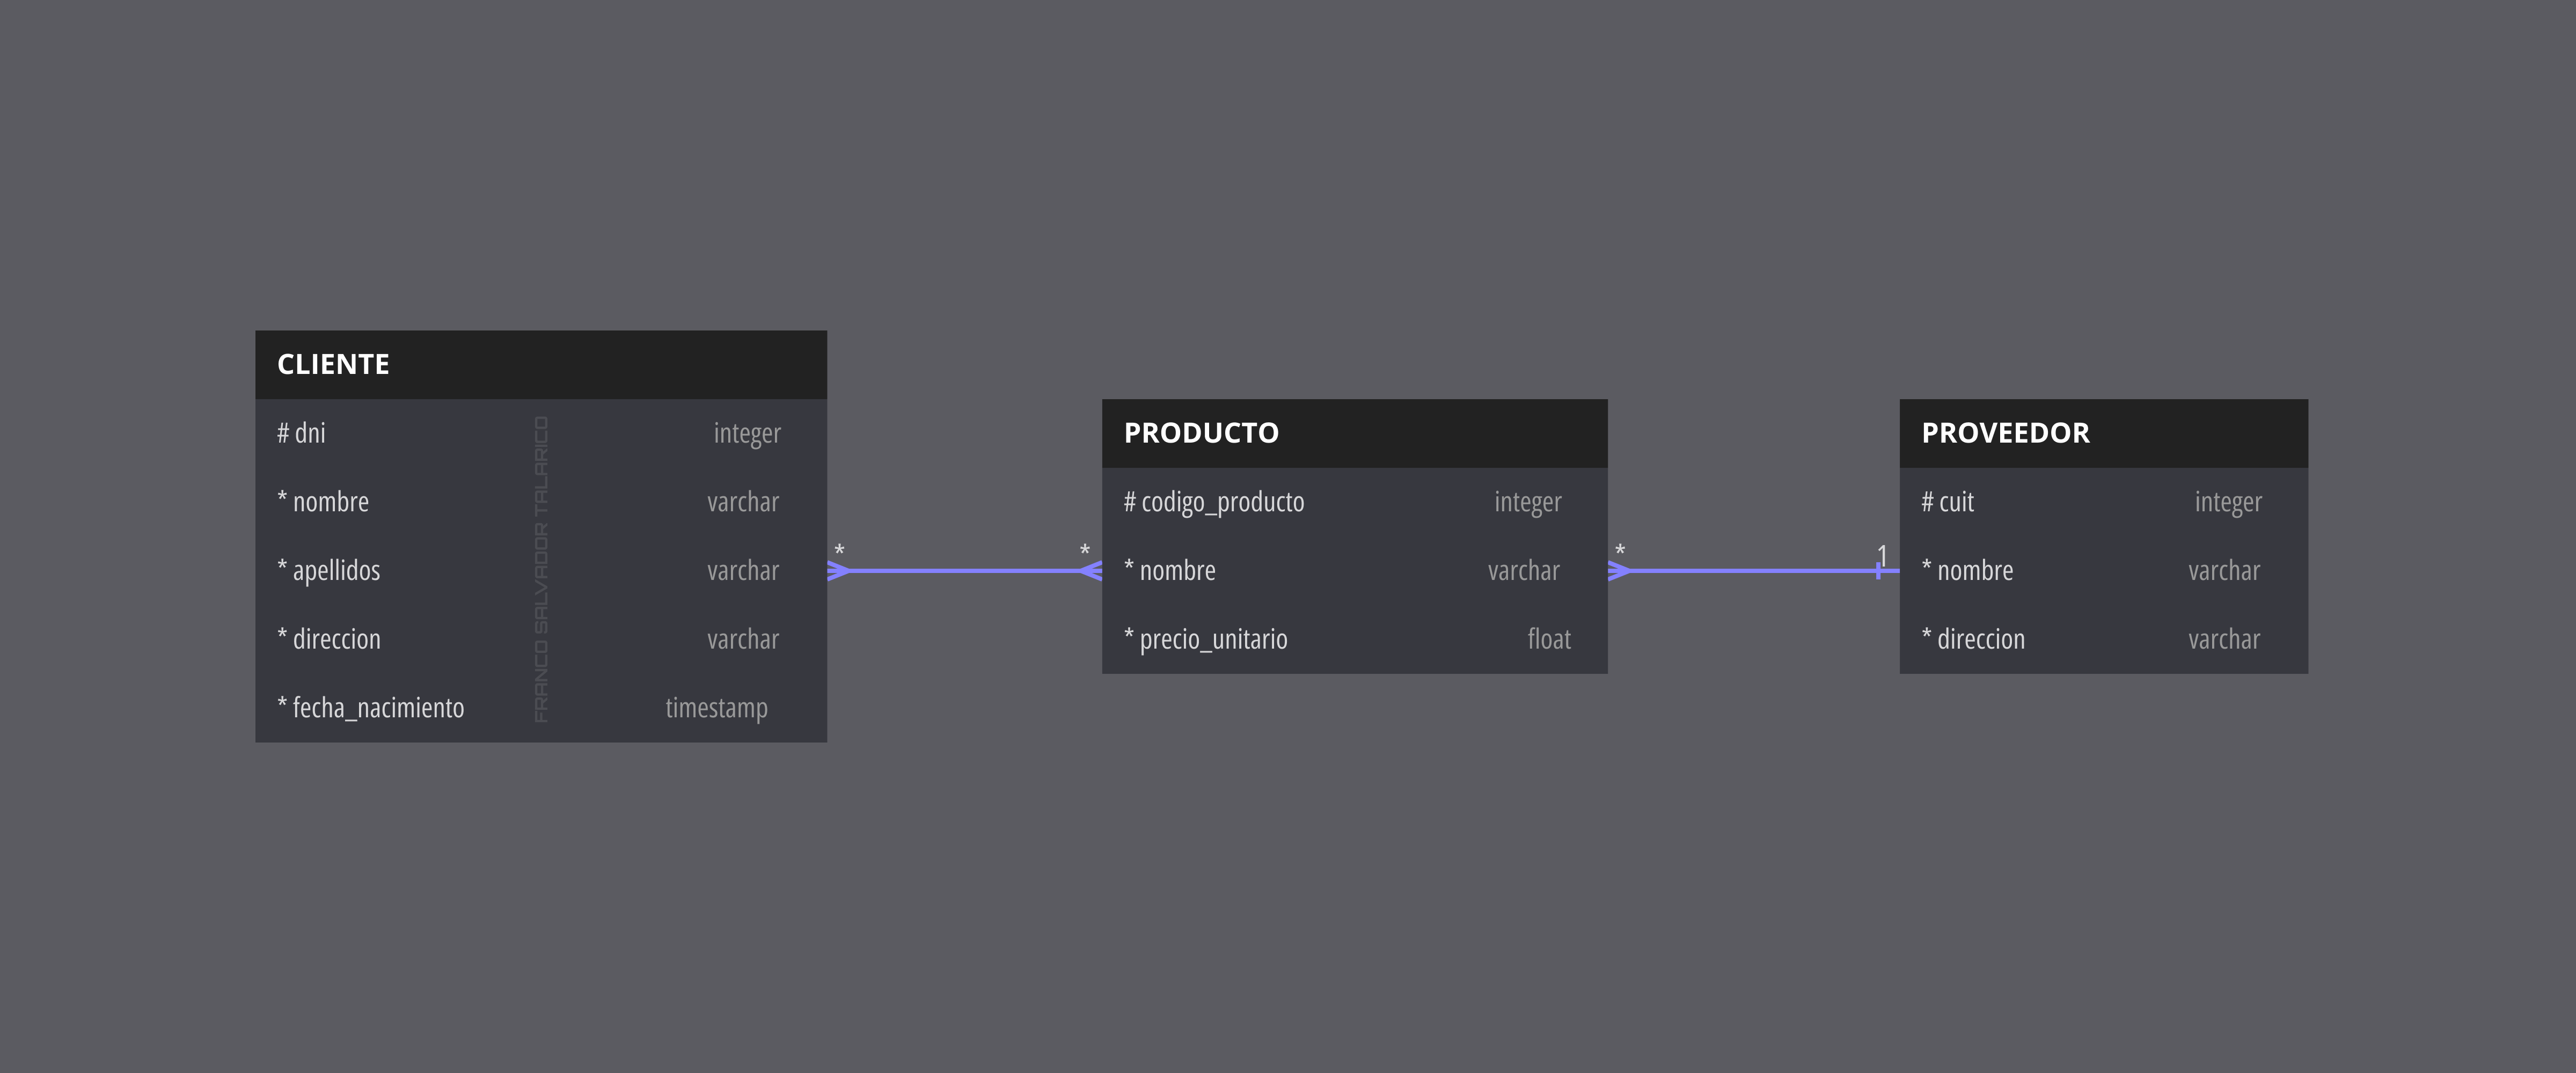 CLIENTE
# dni integer
* nombre varchar
* apellidos varchar
* direccion varchar
* fecha_nacimiento timestamp
FRANCO SALVADOR TALARICO
* *
PRODUCTO
# codigo_producto integer
* nombre varchar
* precio_unitario float
* 1
PROVEEDOR
# cuit integer
* nombre varchar
* direccion varchar